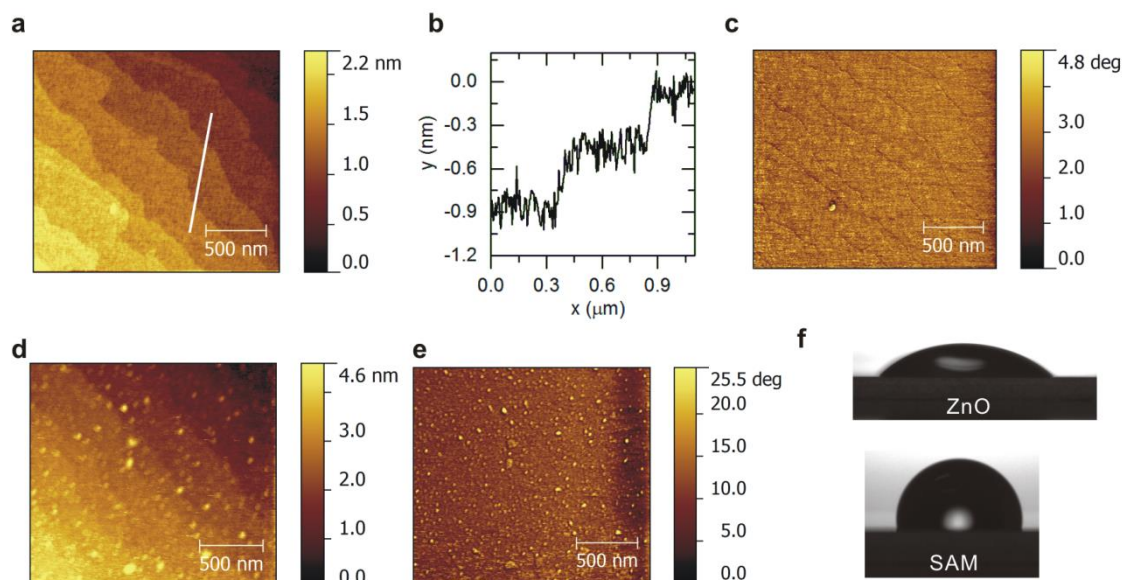 a
2.2 nm
1.5
1.0
0.5
0.0
500 nm
b
0.0
-0.3
-0.6
-0.9
-1.2
y (nm)
0.0 0.3 0.6 0.9
x (μm)
c
4.8 deg
3.0
2.0
1.0
0.0
500 nm
d
4.6 nm
3.0
2.0
1.0
0.0
500 nm
e
25.5 deg
20.0
15.0
10.0
5.0
0.0
500 nm
f
ZnO
SAM